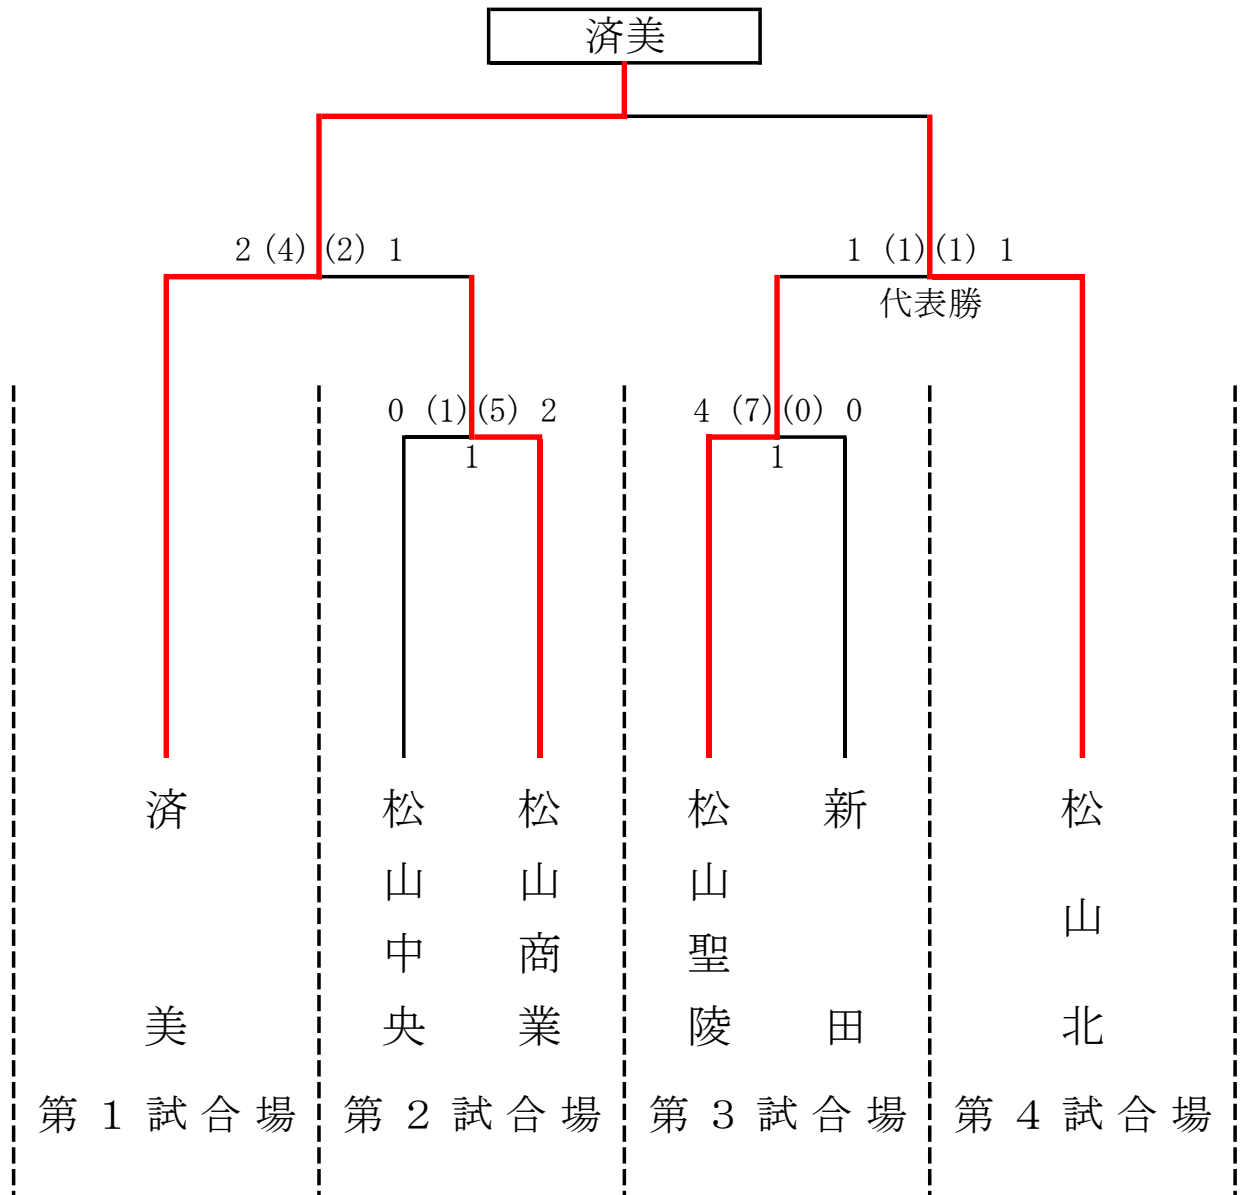 済美
2 (4) (2) 1
1 (1) (1) 1
代表勝
0 (1) (5) 2
1
4 (7) (0) 0
1
済美
松山中央
松山商業
松山聖陵
新田
松山北
第１試合場
第２試合場
第３試合場
第４試合場